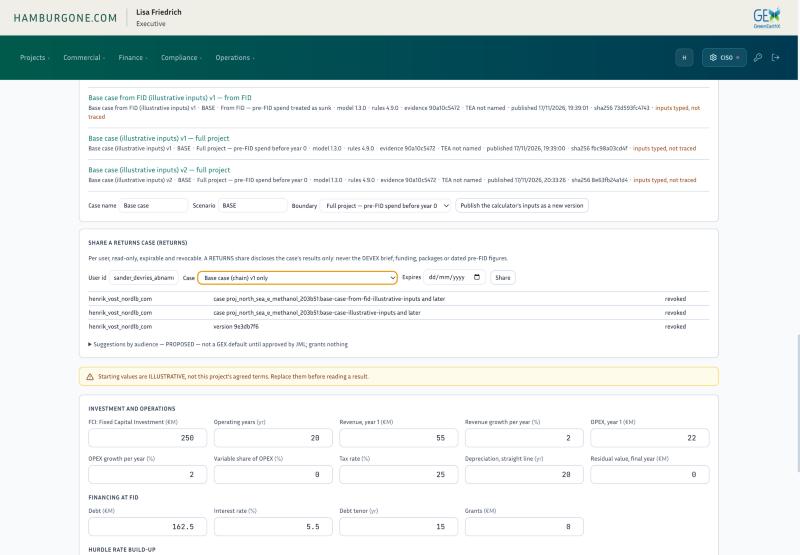 HAMBURGONE.COM
Lisa Friedrich
Executive
GEX
GreenEarthX
Projects
Commercial
Finance
Compliance
Operations
H
CISO
Base case from FID (illustrative inputs) v1 — from FID
Base case from FID (illustrative inputs) v1 · BASE · From FID — pre-FID spend treated as sunk · model 1.3.0 · rules 4.9.0 · evidence 90a10c5472 · TEA not named · published 17/11/2026, 19:39:01 · sha256 73d593fc4743 · inputs typed, not
traced
Base case (illustrative inputs) v1 — full project
Base case (illustrative inputs) v1 · BASE · Full project — pre-FID spend before year 0 · model 1.3.0 · rules 4.9.0 · evidence 90a10c5472 · TEA not named · published 17/11/2026, 19:39:00 · sha256 fbc98a03cd4f · inputs typed, not traced
Base case (illustrative inputs) v2 — full project
Base case (illustrative inputs) v2 · BASE · Full project — pre-FID spend before year 0 · model 1.3.0 · rules 4.9.0 · evidence 90a10c5472 · TEA not named · published 17/11/2026, 20:33:26 · sha256 8e63fb24a1d4 · inputs typed, not traced
Case name Base case Scenario BASE Boundary Full project — pre-FID spend before year 0 Publish the calculator's inputs as a new version
SHARE A RETURNS CASE (RETURNS)
Per user, read-only, expirable and revocable. A RETURNS share discloses the case's results only: never the DEVEX brief, funding, packages or dated pre-FID figures.
User id sander_devries_abnamr Case Base case (chain) v1 only Expires dd/mm/yyyy Share
henrik_vost_nordlb_com case proj_north_sea_e_methanol_203b51:base-case-from-fid-illustrative-inputs and later revoked
henrik_vost_nordlb_com case proj_north_sea_e_methanol_203b51:base-case-illustrative-inputs and later revoked
henrik_vost_nordlb_com version 9e3db7f6 revoked
Suggestions by audience — PROPOSED — not a GEX default until approved by JML; grants nothing
Starting values are ILLUSTRATIVE, not this project's agreed terms. Replace them before reading a result.
INVESTMENT AND OPERATIONS
FCI: Fixed Capital Investment (€M) Operating years (yr) Revenue, year 1 (€M) Revenue growth per year (%) OPEX, year 1 (€M)
250 20 55 2 22
OPEX growth per year (%) Variable share of OPEX (%) Tax rate (%) Depreciation, straight line (yr) Residual value, final year (€M)
2 0 25 20 0
FINANCING AT FID
Debt (€M) Interest rate (%) Debt tenor (yr) Grants (€M)
162.5 5.5 15 0
HURDLE RATE BUILD-UP